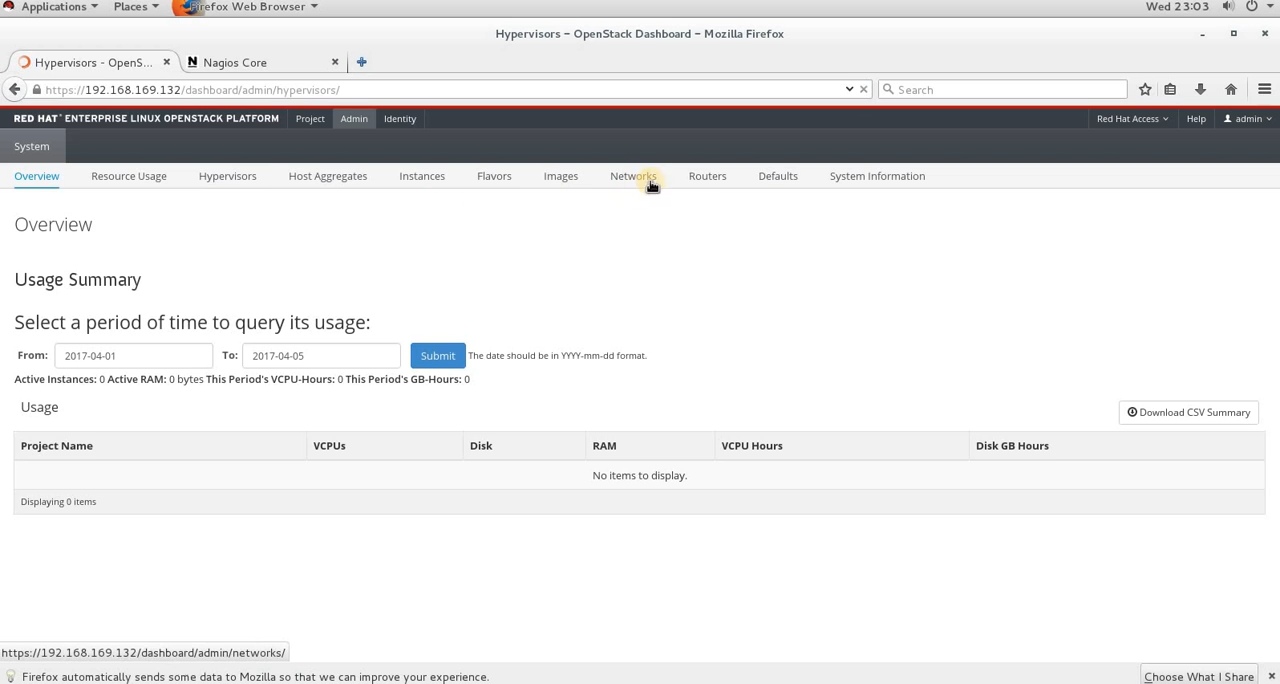 Applications Places Firefox Web Browser Wed 23:03
Hypervisors – OpenStack Dashboard – Mozilla Firefox
Hypervisors - OpenS... Nagios Core
https://192.168.169.132/dashboard/admin/hypervisors/ Search
RED HAT® ENTERPRISE LINUX OPENSTACK PLATFORM Project Admin Identity Red Hat Access Help admin
System
Overview Resource Usage Hypervisors Host Aggregates Instances Flavors Images Networks Routers Defaults System Information
Overview
Usage Summary
Select a period of time to query its usage:
From: 2017-04-01 To: 2017-04-05 Submit The date should be in YYYY-mm-dd format.
Active Instances: 0 Active RAM: 0 bytes This Period's VCPU-Hours: 0 This Period's GB-Hours: 0
Usage Download CSV Summary
Project Name VCPUs Disk RAM VCPU Hours Disk GB Hours
No items to display.
Displaying 0 items
https://192.168.169.132/dashboard/admin/networks/
Firefox automatically sends some data to Mozilla so that we can improve your experience. Choose What I Share